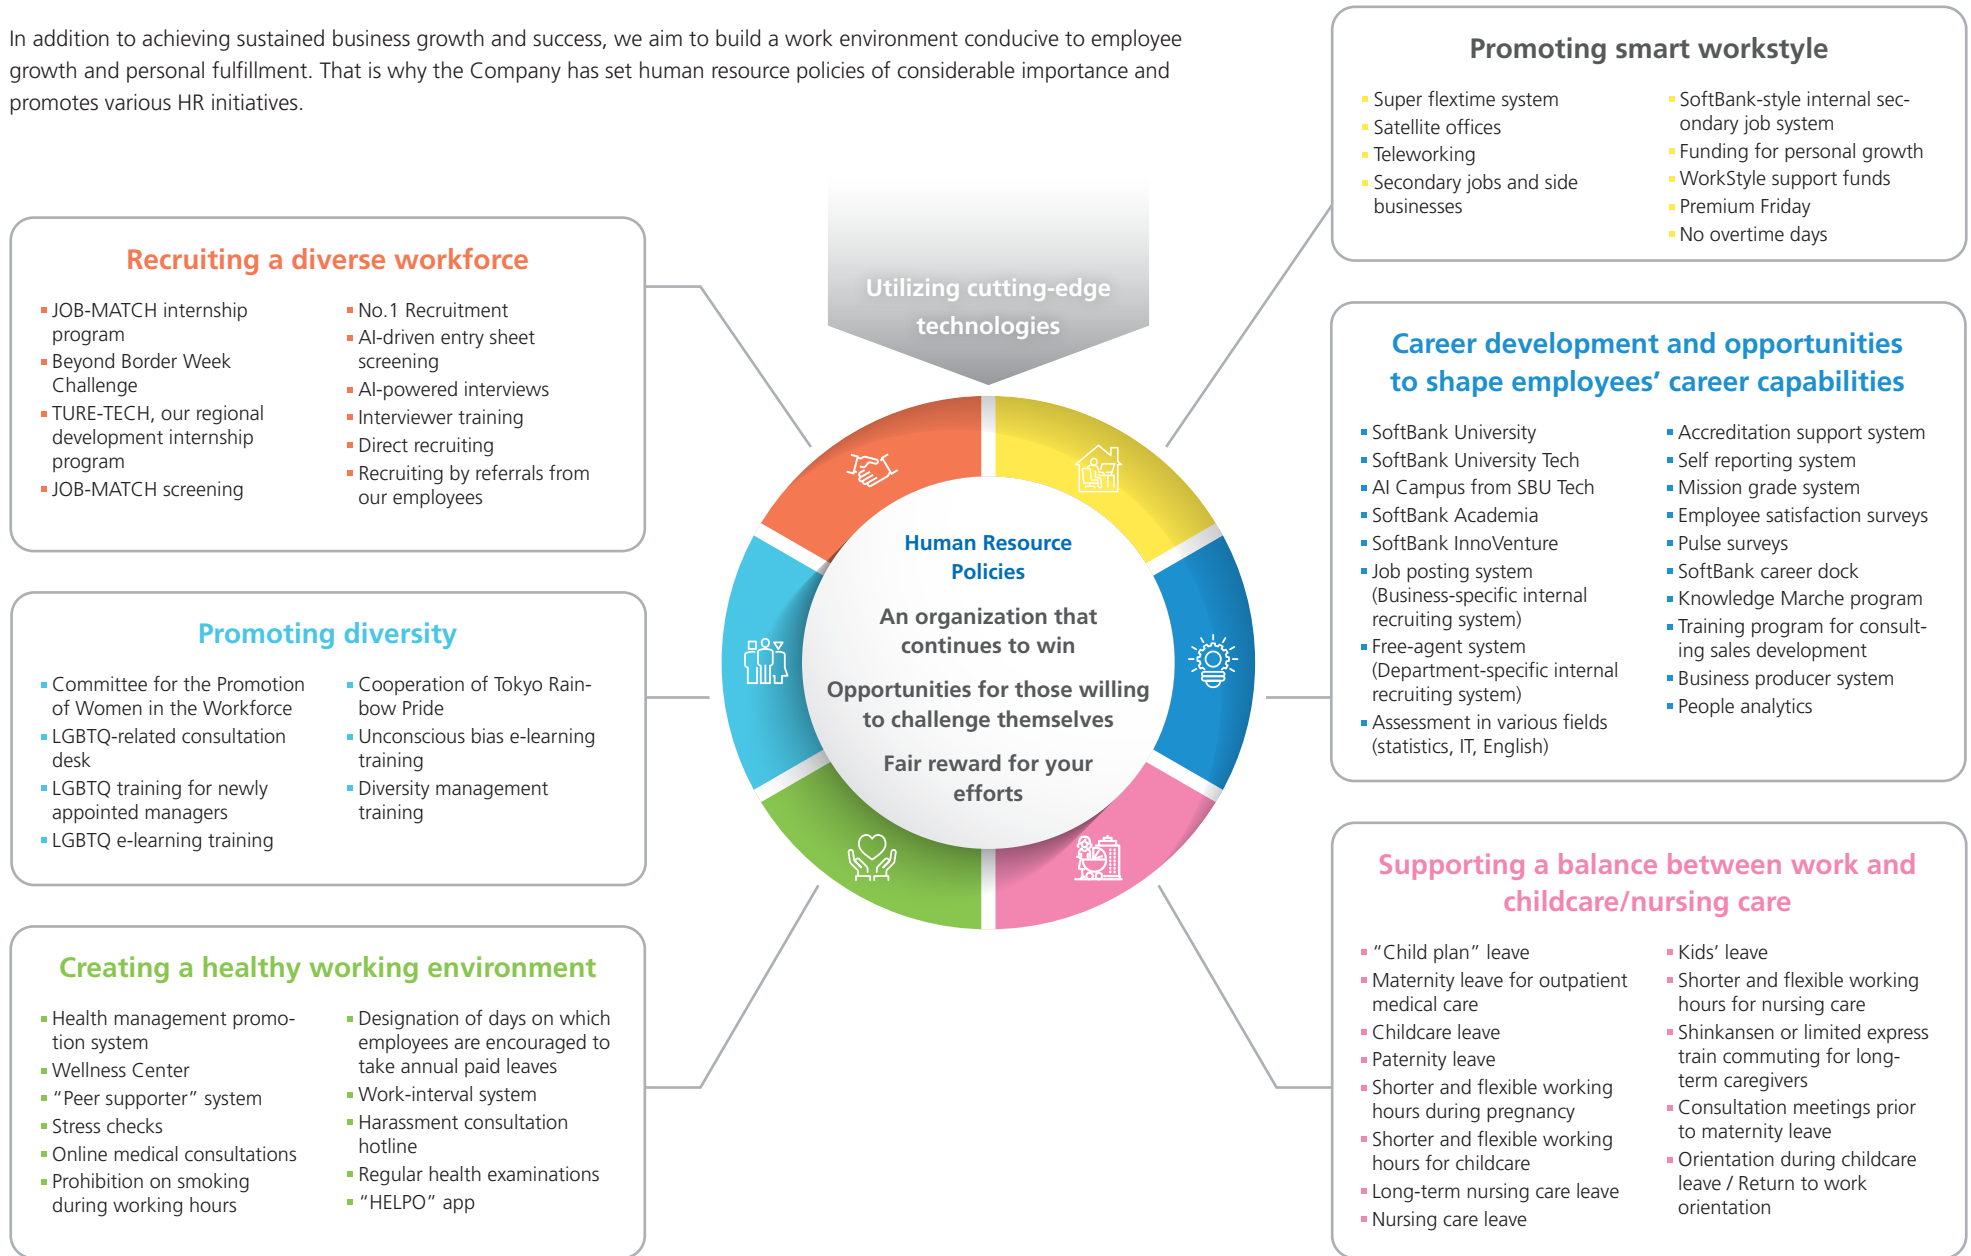 In addition to achieving sustained business growth and success, we aim to build a work environment conducive to employee
growth and personal fulfillment. That is why the Company has set human resource policies of considerable importance and
promotes various HR initiatives.
Recruiting a diverse workforce
JOB-MATCH internship
program
Beyond Border Week
Challenge
TURE-TECH, our regional
development internship
program
JOB-MATCH screening
No.1 Recruitment
AI-driven entry sheet
screening
AI-powered interviews
Interviewer training
Direct recruiting
Recruiting by referrals from
our employees
Promoting diversity
Committee for the Promotion
of Women in the Workforce
LGBTQ-related consultation
desk
LGBTQ training for newly
appointed managers
LGBTQ e-learning training
Cooperation of Tokyo Rain-
bow Pride
Unconscious bias e-learning
training
Diversity management
training
Creating a healthy working environment
Health management promo-
tion system
Wellness Center
“Peer supporter” system
Stress checks
Online medical consultations
Prohibition on smoking
during working hours
Designation of days on which
employees are encouraged to
take annual paid leaves
Work-interval system
Harassment consultation
hotline
Regular health examinations
“HELPO” app
Utilizing cutting-edge
technologies
Human Resource
Policies
An organization that
continues to win
Opportunities for those willing
to challenge themselves
Fair reward for your
efforts
Promoting smart workstyle
Super flextime system
Satellite offices
Teleworking
Secondary jobs and side
businesses
SoftBank-style internal sec-
ondary job system
Funding for personal growth
WorkStyle support funds
Premium Friday
No overtime days
Career development and opportunities
to shape employees’ career capabilities
SoftBank University
SoftBank University Tech
AI Campus from SBU Tech
SoftBank Academia
SoftBank InnoVenture
Job posting system
(Business-specific internal
recruiting system)
Free-agent system
(Department-specific internal
recruiting system)
Assessment in various fields
(statistics, IT, English)
Accreditation support system
Self reporting system
Mission grade system
Employee satisfaction surveys
Pulse surveys
SoftBank career dock
Knowledge Marche program
Training program for consult-
ing sales development
Business producer system
People analytics
Supporting a balance between work and
childcare/nursing care
“Child plan” leave
Maternity leave for outpatient
medical care
Childcare leave
Paternity leave
Shorter and flexible working
hours during pregnancy
Shorter and flexible working
hours for childcare
Long-term nursing care leave
Nursing care leave
Kids’ leave
Shorter and flexible working
hours for nursing care
Shinkansen or limited express
train commuting for long-
term caregivers
Consultation meetings prior
to maternity leave
Orientation during childcare
leave / Return to work
orientation